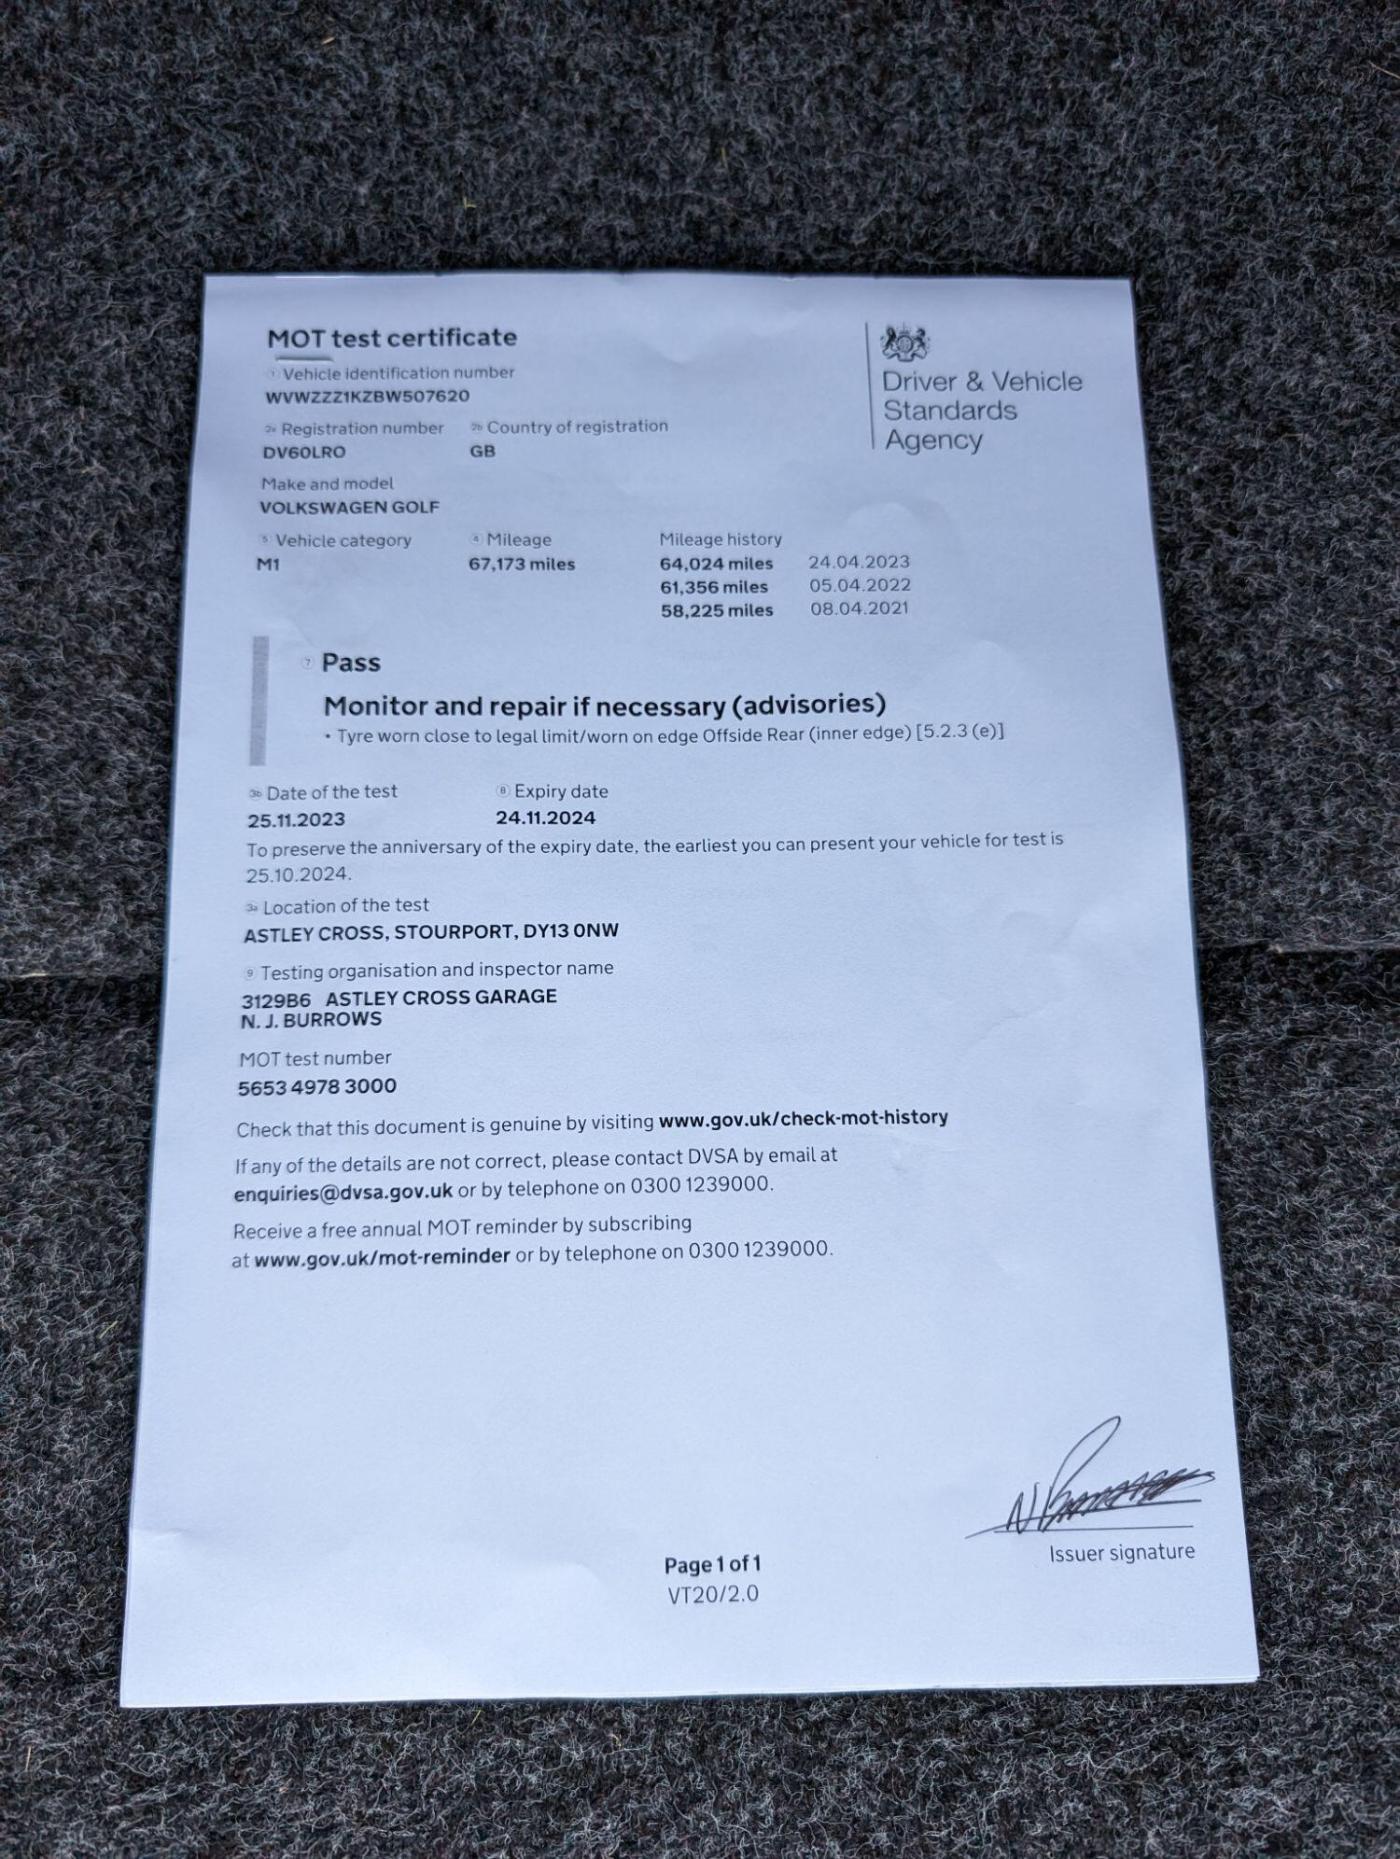 MOT test certificate
1 Vehicle identification number
WVWZZZ1KZBW507620
2a Registration number 2b Country of registration
DV60LRO GB
Make and model
VOLKSWAGEN GOLF
5 Vehicle category 4 Mileage Mileage history
M1 67,173 miles 64,024 miles 24.04.2023
61,356 miles 05.04.2022
58,225 miles 08.04.2021
Driver & Vehicle
Standards
Agency
7 Pass
Monitor and repair if necessary (advisories)
• Tyre worn close to legal limit/worn on edge Offside Rear (inner edge) [5.2.3 (e)]
3b Date of the test 8 Expiry date
25.11.2023 24.11.2024
To preserve the anniversary of the expiry date, the earliest you can present your vehicle for test is
25.10.2024.
3a Location of the test
ASTLEY CROSS, STOURPORT, DY13 0NW
9 Testing organisation and inspector name
3129B6 ASTLEY CROSS GARAGE
N. J. BURROWS
MOT test number
5653 4978 3000
Check that this document is genuine by visiting www.gov.uk/check-mot-history
If any of the details are not correct, please contact DVSA by email at
enquiries@dvsa.gov.uk or by telephone on 0300 1239000.
Receive a free annual MOT reminder by subscribing
at www.gov.uk/mot-reminder or by telephone on 0300 1239000.
Issuer signature
Page 1 of 1
VT20/2.0